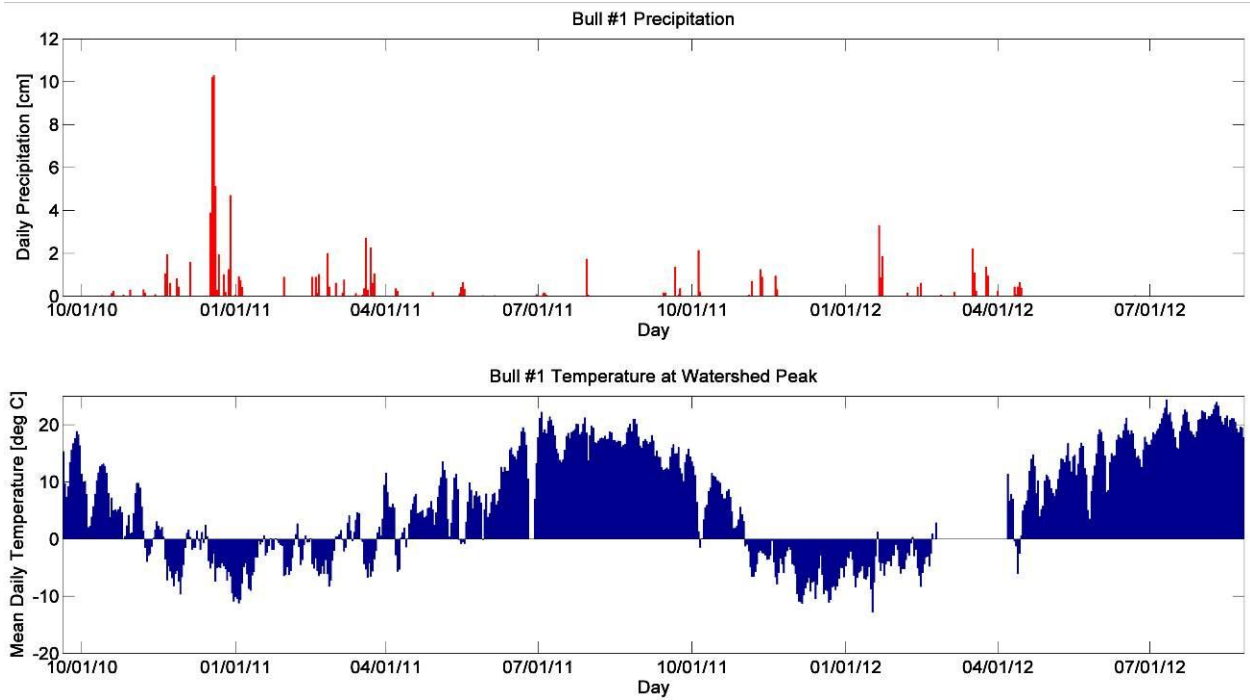 Bull #1 Precipitation
Daily Precipitation [cm]
12
10
8
6
4
2
0
10/01/10 01/01/11 04/01/11 07/01/11 10/01/11 01/01/12 04/01/12 07/01/12
Day
Bull #1 Temperature at Watershed Peak
Mean Daily Temperature [deg C]
20
10
0
-10
-20
10/01/10 01/01/11 04/01/11 07/01/11 10/01/11 01/01/12 04/01/12 07/01/12
Day